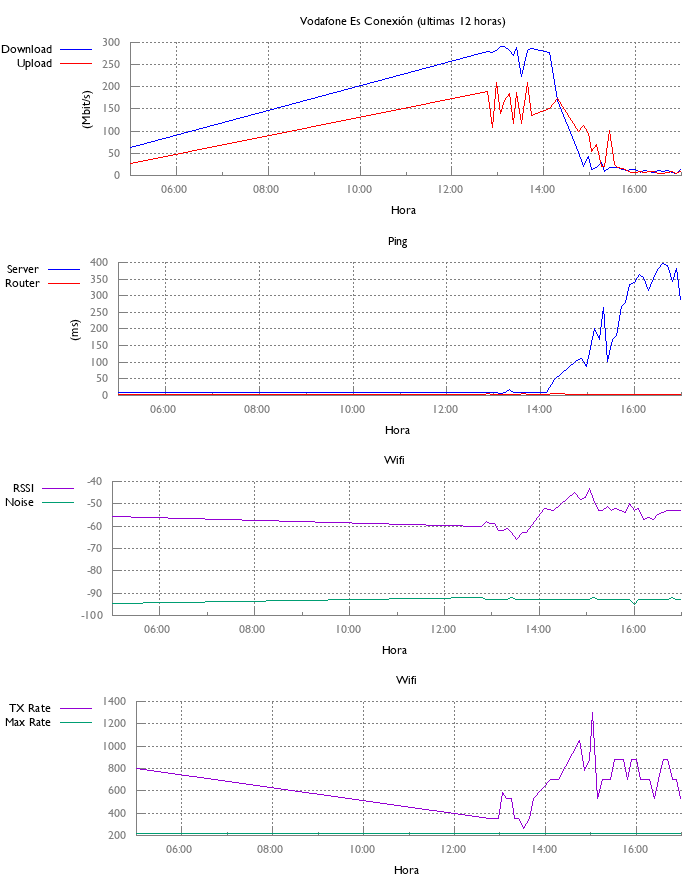 Vodafone Es Conexión (ultimas 12 horas)
Download
Upload
300
250
200
150
100
50
0
(Mbit/s)
06:00 08:00 10:00 12:00 14:00 16:00
Hora
Ping
Server
Router
400
350
300
250
200
150
100
50
0
(ms)
06:00 08:00 10:00 12:00 14:00 16:00
Hora
Wifi
RSSI
Noise
-40
-50
-60
-70
-80
-90
-100
06:00 08:00 10:00 12:00 14:00 16:00
Hora
Wifi
TX Rate
Max Rate
1400
1200
1000
800
600
400
200
06:00 08:00 10:00 12:00 14:00 16:00
Hora